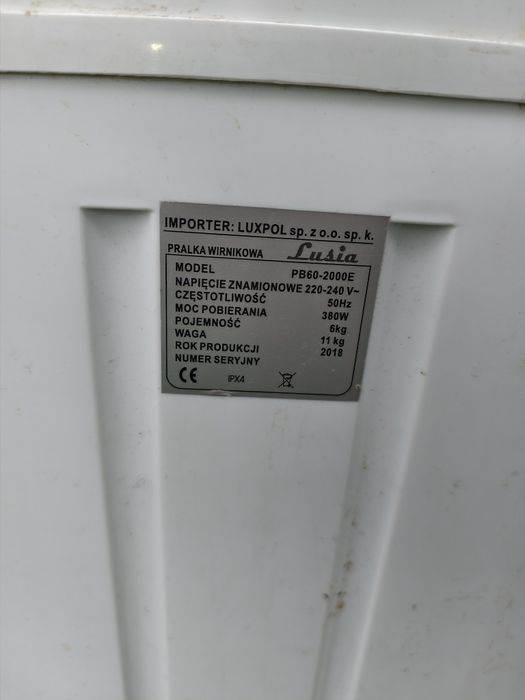 IMPORTER: LUXPOL sp. z o.o. sp. k.
PRALKA WIRNIKOWA Lusia
MODEL PB60-2000E
NAPIĘCIE ZNAMIONOWE 220-240 V~
CZĘSTOTLIWOŚĆ 50Hz
MOC POBIERANIA 380W
POJEMNOŚĆ 6kg
WAGA 11 kg
ROK PRODUKCJI 2018
NUMER SERYJNY
CE IPX4